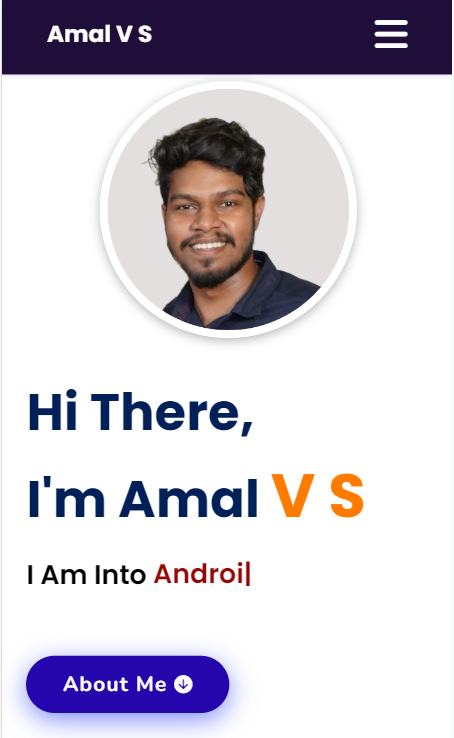 Amal V S
Hi There,
I'm Amal V S
I Am Into Androi|
About Me